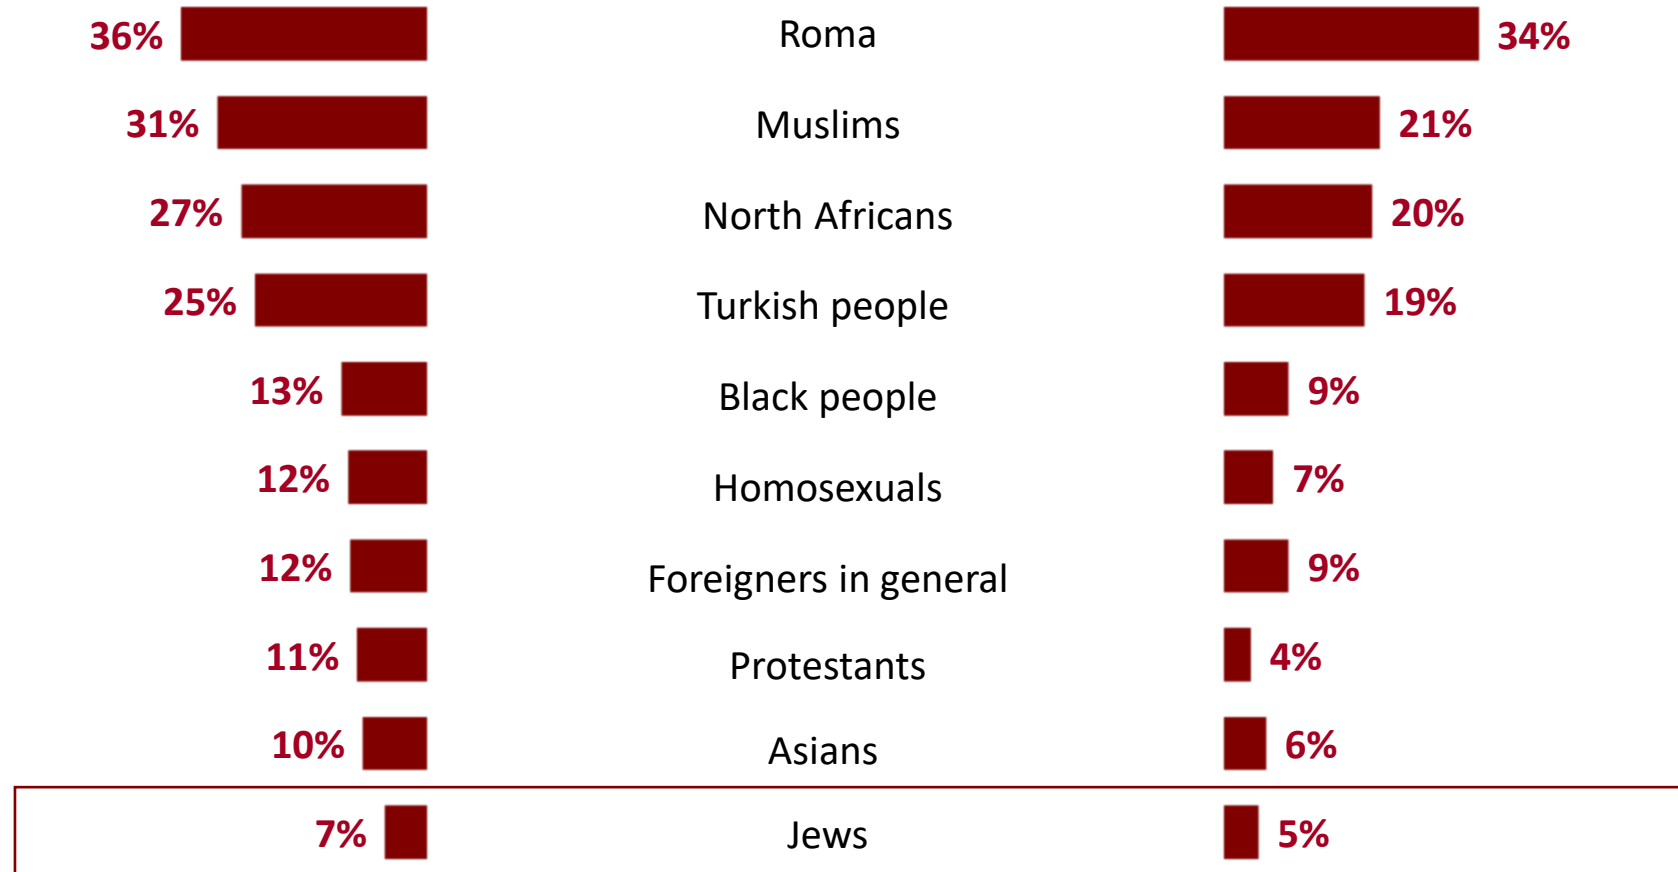 36% Roma 34%
31% Muslims 21%
27% North Africans 20%
25% Turkish people 19%
13% Black people 9%
12% Homosexuals 7%
12% Foreigners in general 9%
11% Protestants 4%
10% Asians 6%
7% Jews 5%